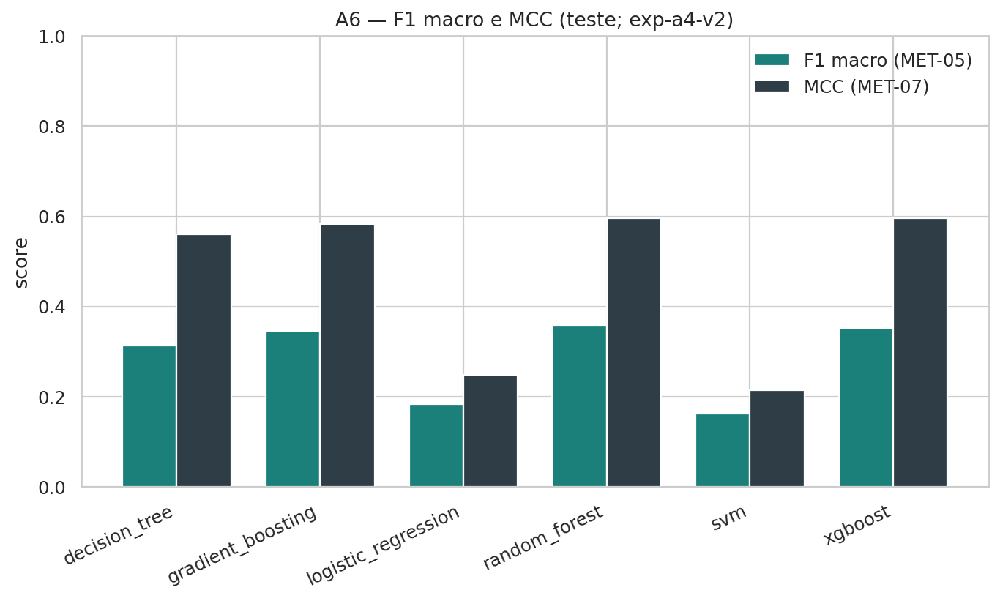 A6 — F1 macro e MCC (teste; exp-a4-v2)
F1 macro (MET-05)
MCC (MET-07)
score
1.0
0.8
0.6
0.4
0.2
0.0
decision_tree
gradient_boosting
logistic_regression
random_forest
svm
xgboost